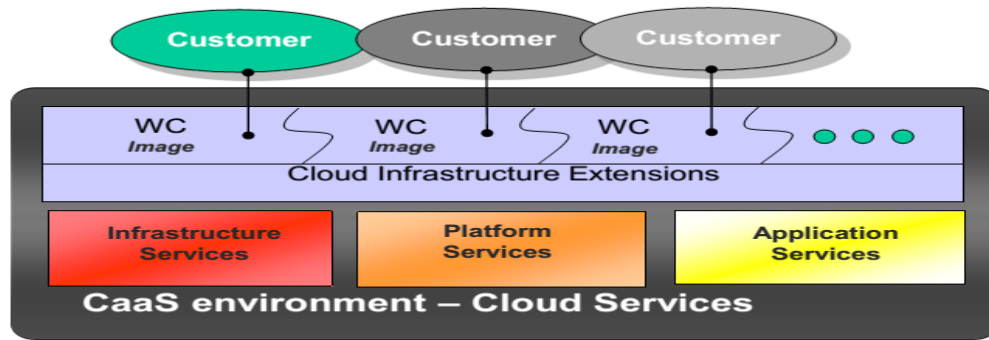 Customer
Customer
Customer
WC
Image
WC
Image
WC
Image
Cloud Infrastructure Extensions
Infrastructure
Services
Platform
Services
Application
Services
CaaS environment – Cloud Services